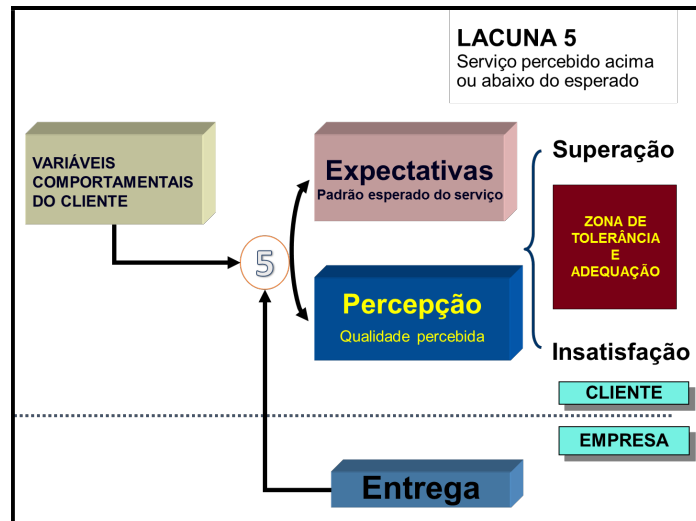 LACUNA 5
Serviço percebido acima
ou abaixo do esperado
VARIÁVEIS
COMPORTAMENTAIS
DO CLIENTE
5
Expectativas
Padrão esperado do serviço
Percepção
Qualidade percebida
Superação
ZONA DE
TOLERÂNCIA
E
ADEQUAÇÃO
Insatisfação
CLIENTE
EMPRESA
Entrega